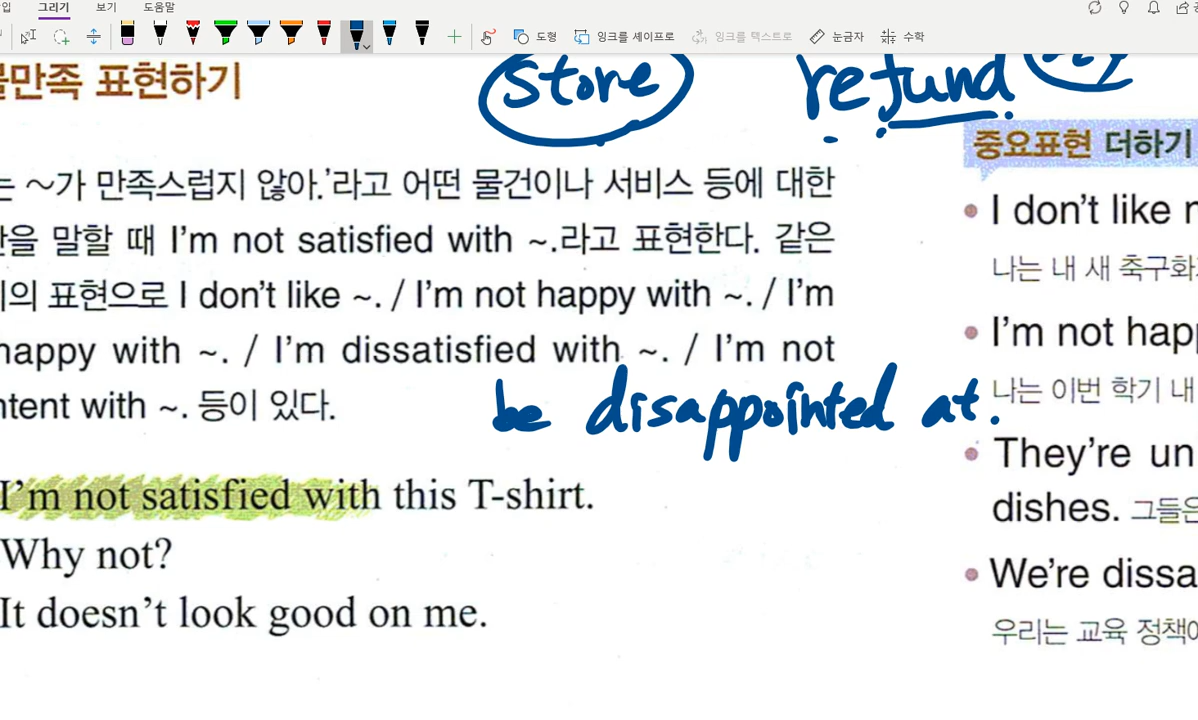 그리기 보기 도움말
도형 잉크를 셰이프로 잉크를 텍스트로 눈금자 수학
불만족 표현하기
store refund
는 ~가 만족스럽지 않아.'라고 어떤 물건이나 서비스 등에 대한
을 말할 때 I'm not satisfied with ~.라고 표현한다. 같은
의 표현으로 I don't like ~. / I'm not happy with ~. / I'm
happy with ~. / I'm dissatisfied with ~. / I'm not
ntent with ~. 등이 있다.
be disappointed at.
I'm not satisfied with this T-shirt.
Why not?
It doesn't look good on me.
중요표현 더하기
• I don't like
나는 내 새 축구화
• I'm not happ
나는 이번 학기 내
• They're un
dishes. 그들은
• We're dissa
우리는 교육 정책에